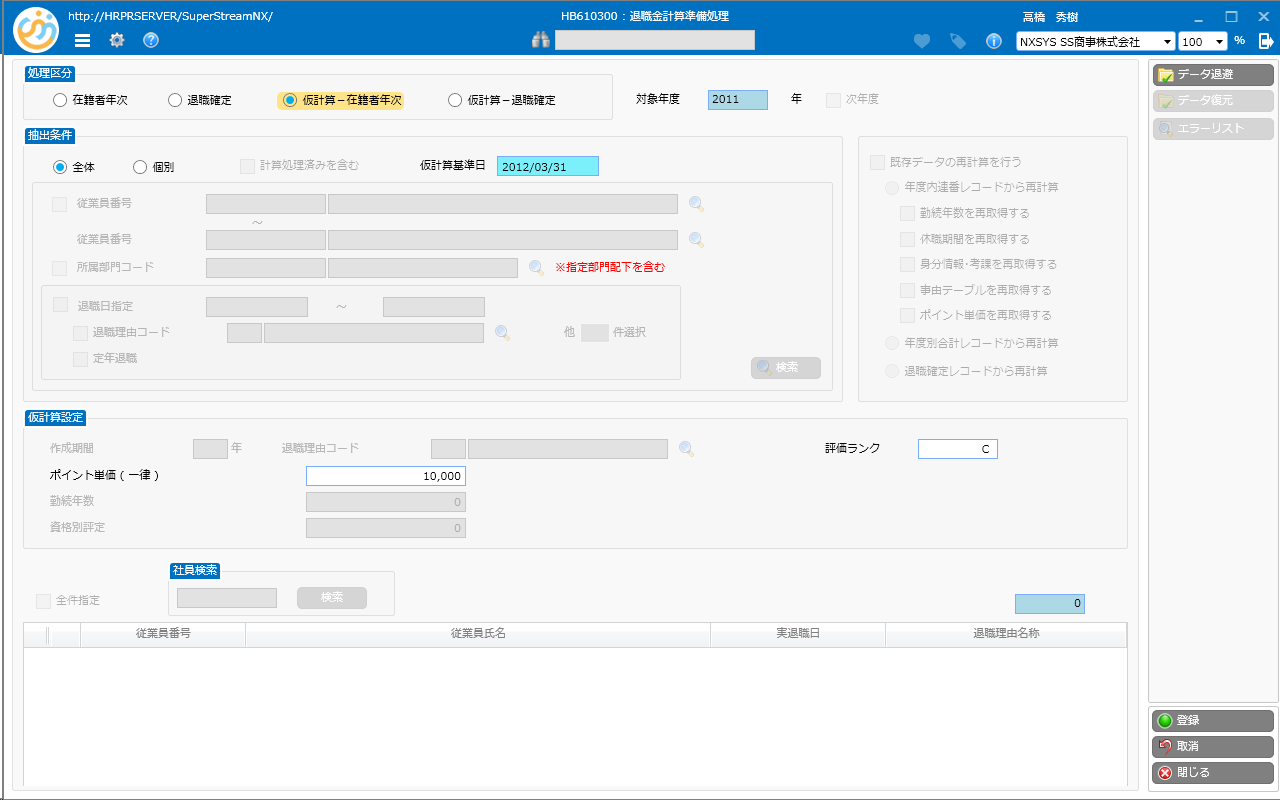 http://HRPRSERVER/SuperStreamNX/
HB610300：退職金計算準備処理
高橋　秀樹
NXSYS SS商事株式会社 100 %
処理区分
在籍者年次 退職確定 仮計算－在籍者年次 仮計算－退職確定 対象年度 2011 年 次年度
抽出条件
全体 個別 計算処理済みを含む 仮計算基準日 2012/03/31
従業員番号
～
従業員番号
所属部門コード ※指定部門配下を含む
退職日指定 ～
退職理由コード 他 件選択
定年退職
検索
既存データの再計算を行う
年度内連番レコードから再計算
勤続年数を再取得する
休職期間を再取得する
身分情報・考課を再取得する
事由テーブルを再取得する
ポイント単価を再取得する
年度別合計レコードから再計算
退職確定レコードから再計算
仮計算設定
作成期間 年 退職理由コード 評価ランク C
ポイント単価（一律） 10,000
勤続年数 0
資格別評定 0
社員検索
全件指定 検索 0
従業員番号 従業員氏名 実退職日 退職理由名称
データ退避
データ復元
エラーリスト
登録
取消
閉じる